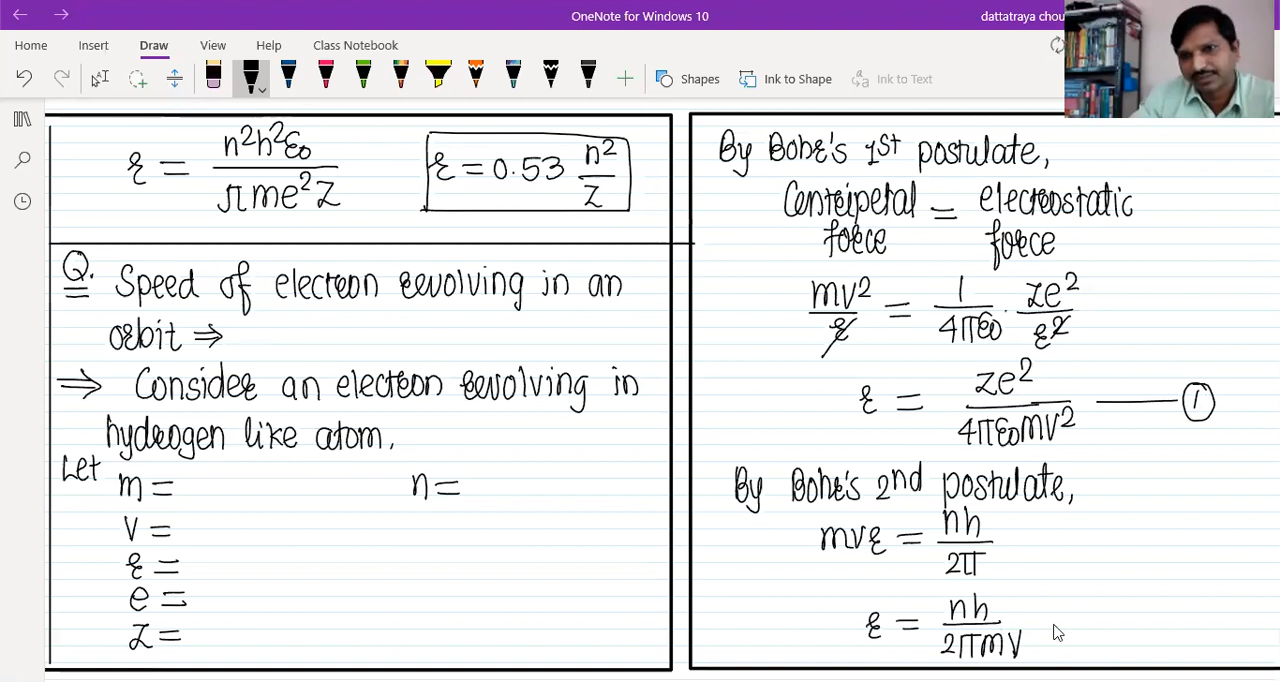 OneNote for Windows 10
dattatraya chou
Home Insert Draw View Help Class Notebook
Shapes Ink to Shape Ink to Text
r = n²h²ε₀ / πme²Z
r = 0.53 n²/z
Q. Speed of electron revolving in an
orbit ⇒
⇒ Consider an electron revolving in
hydrogen like atom.
Let
m = n =
v =
r =
e =
z =
By Bohr's 1st postulate,
Centripetal force = electrostatic force
mv²/r = 1/4πε₀ · ze²/r²
r = ze²/4πε₀mv² —— ①
By Bohr's 2nd postulate,
mvr = nh/2π
r = nh/2πmv